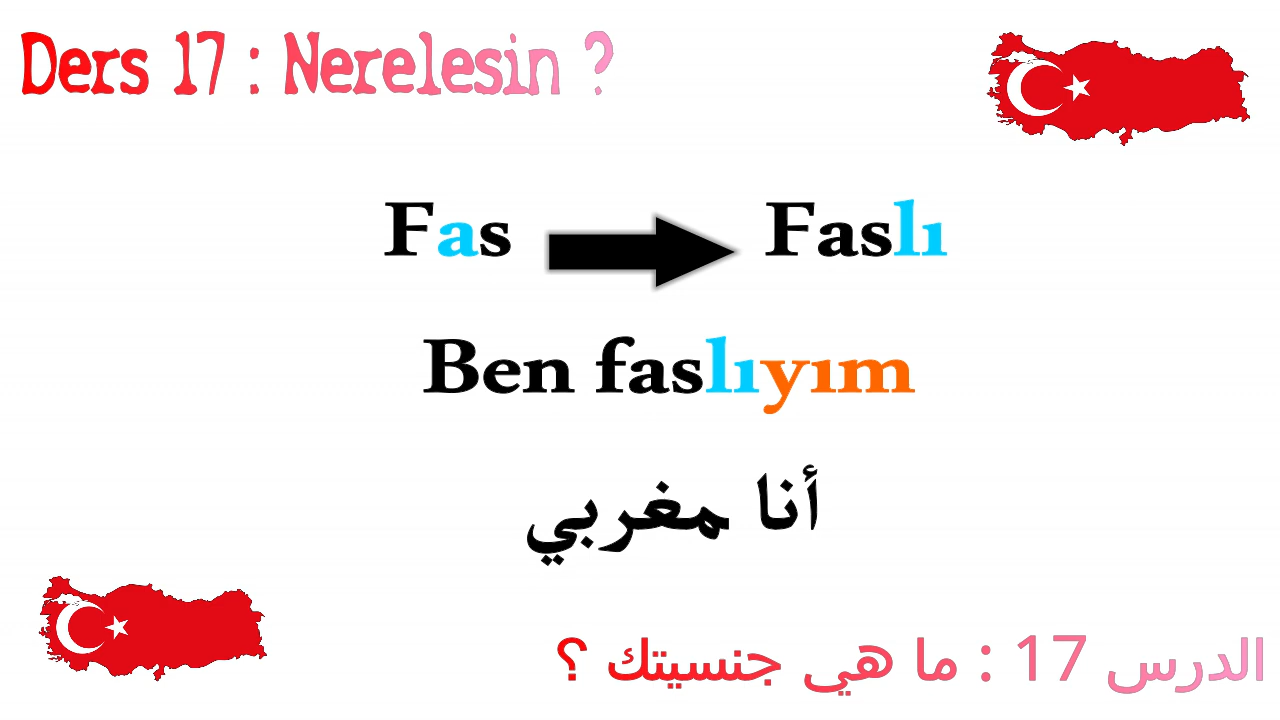 Ders 17 : Nerelesin ?
Fas Faslı
Ben faslıyım
أنا مغربي
الدرس 17 : ما هي جنسيتك ؟